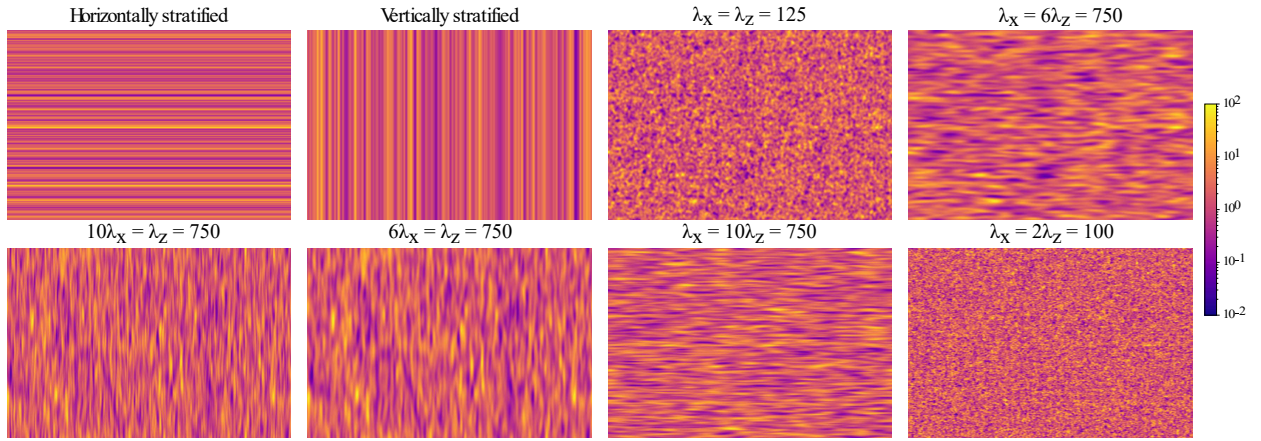 Horizontally stratified
Vertically stratified
λx = λz = 125
λx = 6λz = 750
10λx = λz = 750
6λx = λz = 750
λx = 10λz = 750
λx = 2λz = 100
10²
10¹
10⁰
10⁻¹
10⁻²